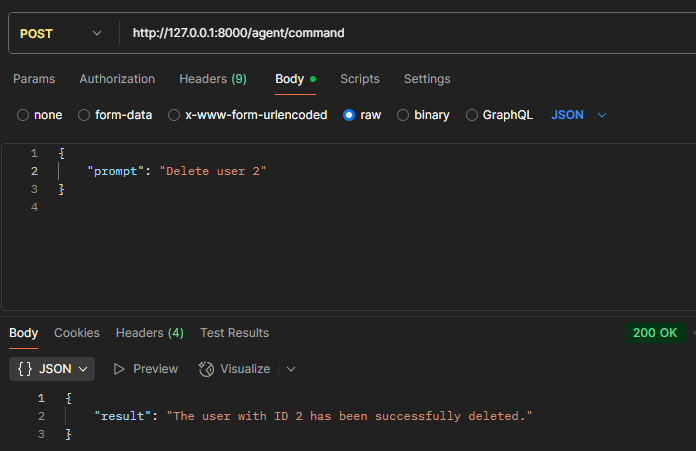 POST http://127.0.0.1:8000/agent/command
Params Authorization Headers (9) Body Scripts Settings
none form-data x-www-form-urlencoded raw binary GraphQL JSON
1 {
2 "prompt": "Delete user 2"
3 }
4
Body Cookies Headers (4) Test Results 200 OK
{} JSON Preview Visualize
1 {
2 "result": "The user with ID 2 has been successfully deleted."
3 }